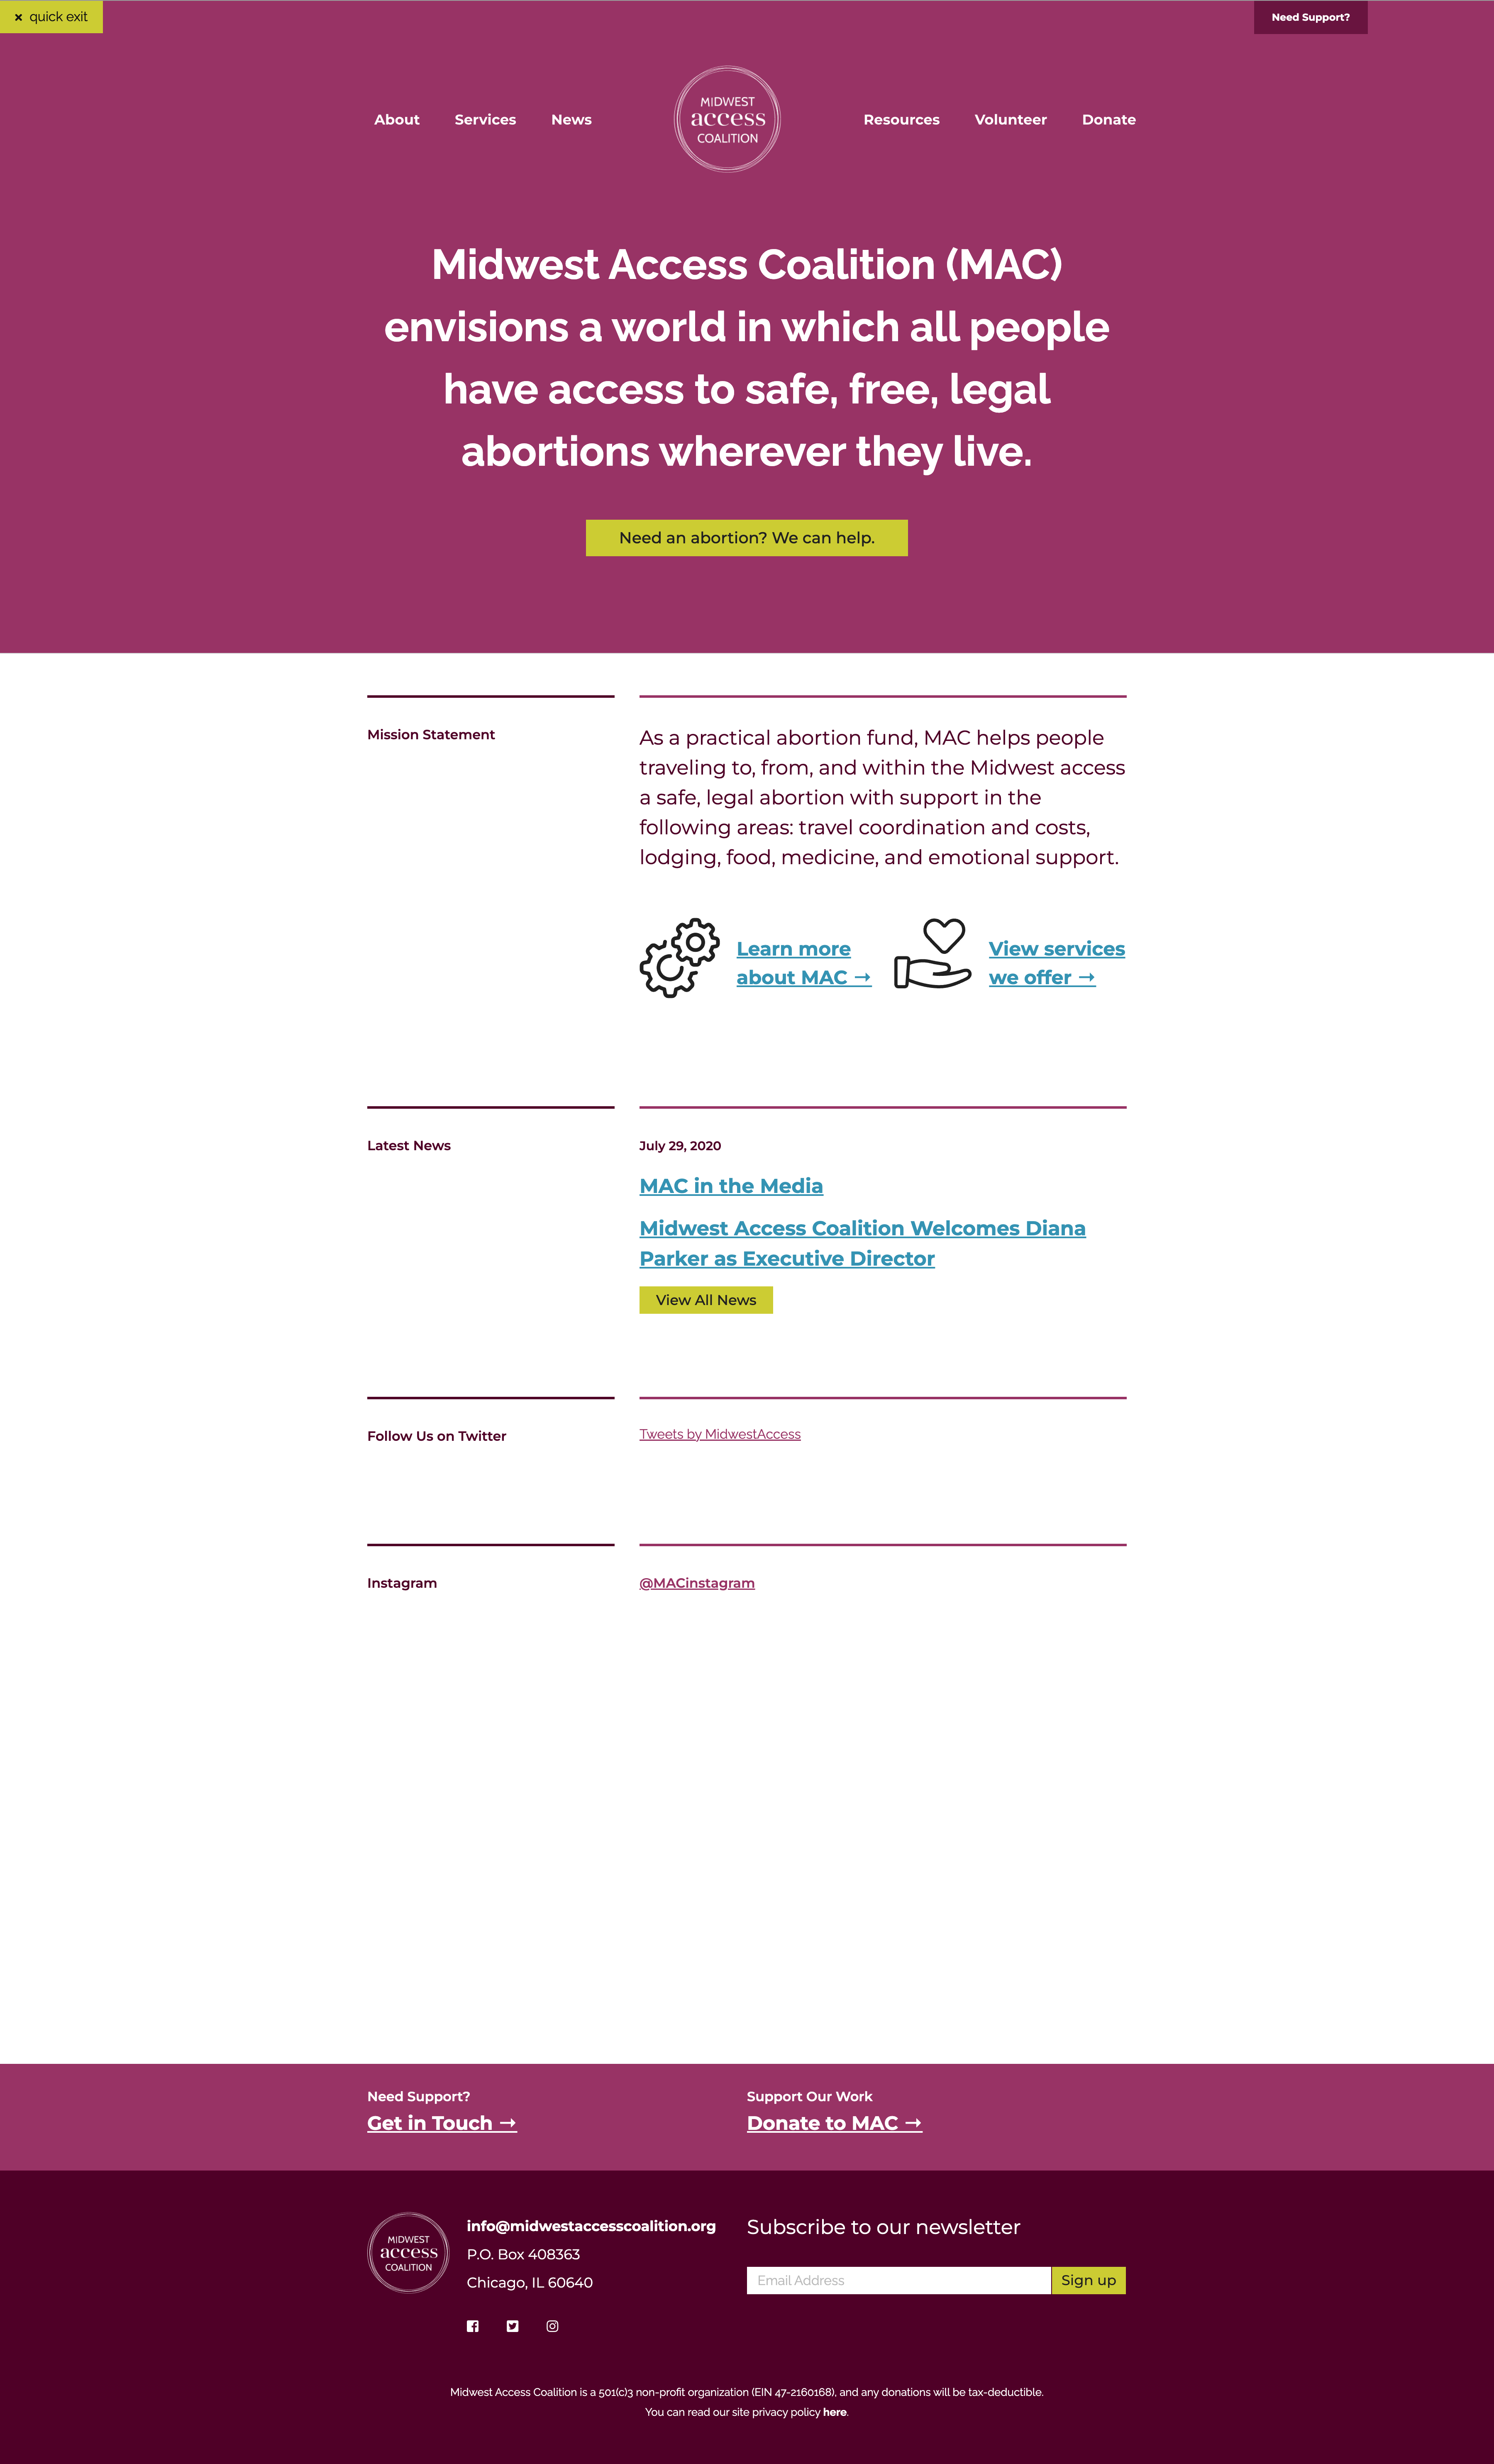 × quick exit
Need Support?
About Services News
MIDWEST
access
COALITION
Resources Volunteer Donate
Midwest Access Coalition (MAC)
envisions a world in which all people
have access to safe, free, legal
abortions wherever they live.
Need an abortion? We can help.
Mission Statement
As a practical abortion fund, MAC helps people
traveling to, from, and within the Midwest access
a safe, legal abortion with support in the
following areas: travel coordination and costs,
lodging, food, medicine, and emotional support.
Learn more
about MAC →
View services
we offer →
Latest News
July 29, 2020
MAC in the Media
Midwest Access Coalition Welcomes Diana
Parker as Executive Director
View All News
Follow Us on Twitter
Tweets by MidwestAccess
Instagram
@MACinstagram
Need Support?
Get in Touch →
Support Our Work
Donate to MAC →
MIDWEST
access
COALITION
info@midwestaccesscoalition.org
P.O. Box 408363
Chicago, IL 60640
Subscribe to our newsletter
Email Address
Sign up
Midwest Access Coalition is a 501(c)3 non-profit organization (EIN 47-2160168), and any donations will be tax-deductible.
You can read our site privacy policy here.